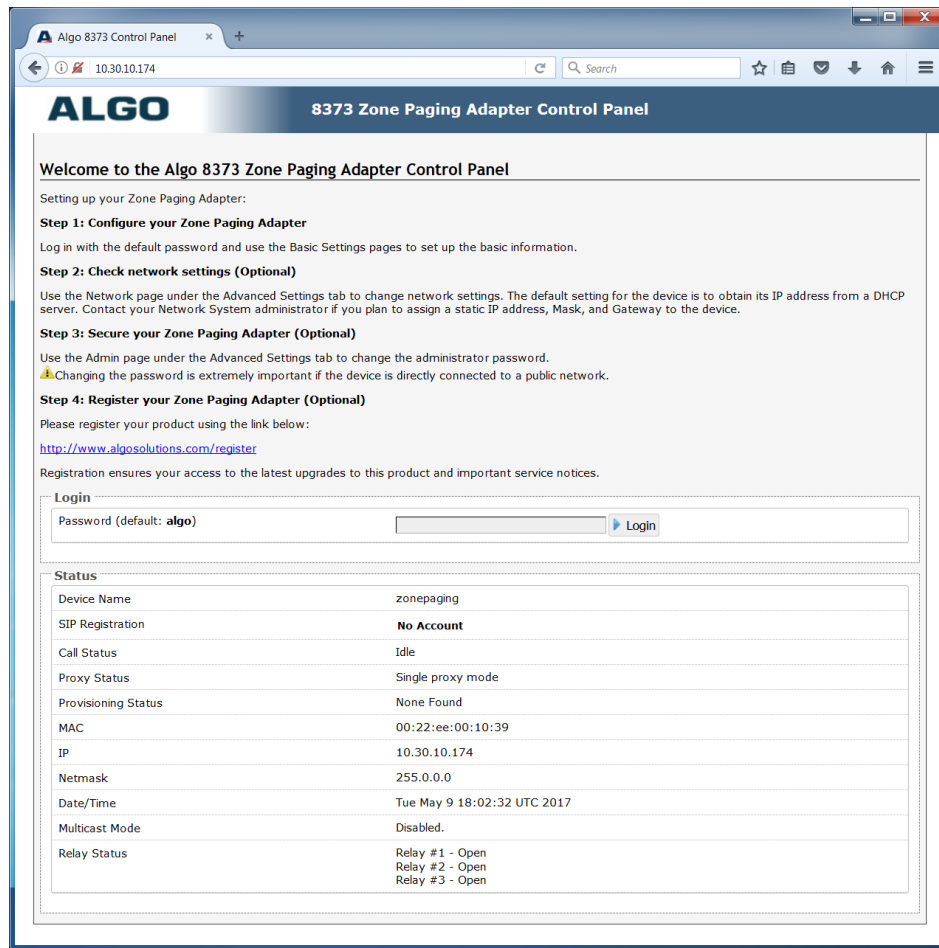 Algo 8373 Control Panel
10.30.10.174
Search
ALGO
8373 Zone Paging Adapter Control Panel
Welcome to the Algo 8373 Zone Paging Adapter Control Panel
Setting up your Zone Paging Adapter:
Step 1: Configure your Zone Paging Adapter
Log in with the default password and use the Basic Settings pages to set up the basic information.
Step 2: Check network settings (Optional)
Use the Network page under the Advanced Settings tab to change network settings. The default setting for the device is to obtain its IP address from a DHCP
server. Contact your Network System administrator if you plan to assign a static IP address, Mask, and Gateway to the device.
Step 3: Secure your Zone Paging Adapter (Optional)
Use the Admin page under the Advanced Settings tab to change the administrator password.
Changing the password is extremely important if the device is directly connected to a public network.
Step 4: Register your Zone Paging Adapter (Optional)
Please register your product using the link below:
http://www.algosolutions.com/register
Registration ensures your access to the latest upgrades to this product and important service notices.
Login
Password (default: algo)
Login
Status
Device Name zonepaging
SIP Registration No Account
Call Status Idle
Proxy Status Single proxy mode
Provisioning Status None Found
MAC 00:22:ee:00:10:39
IP 10.30.10.174
Netmask 255.0.0.0
Date/Time Tue May 9 18:02:32 UTC 2017
Multicast Mode Disabled.
Relay Status Relay #1 - Open
Relay #2 - Open
Relay #3 - Open